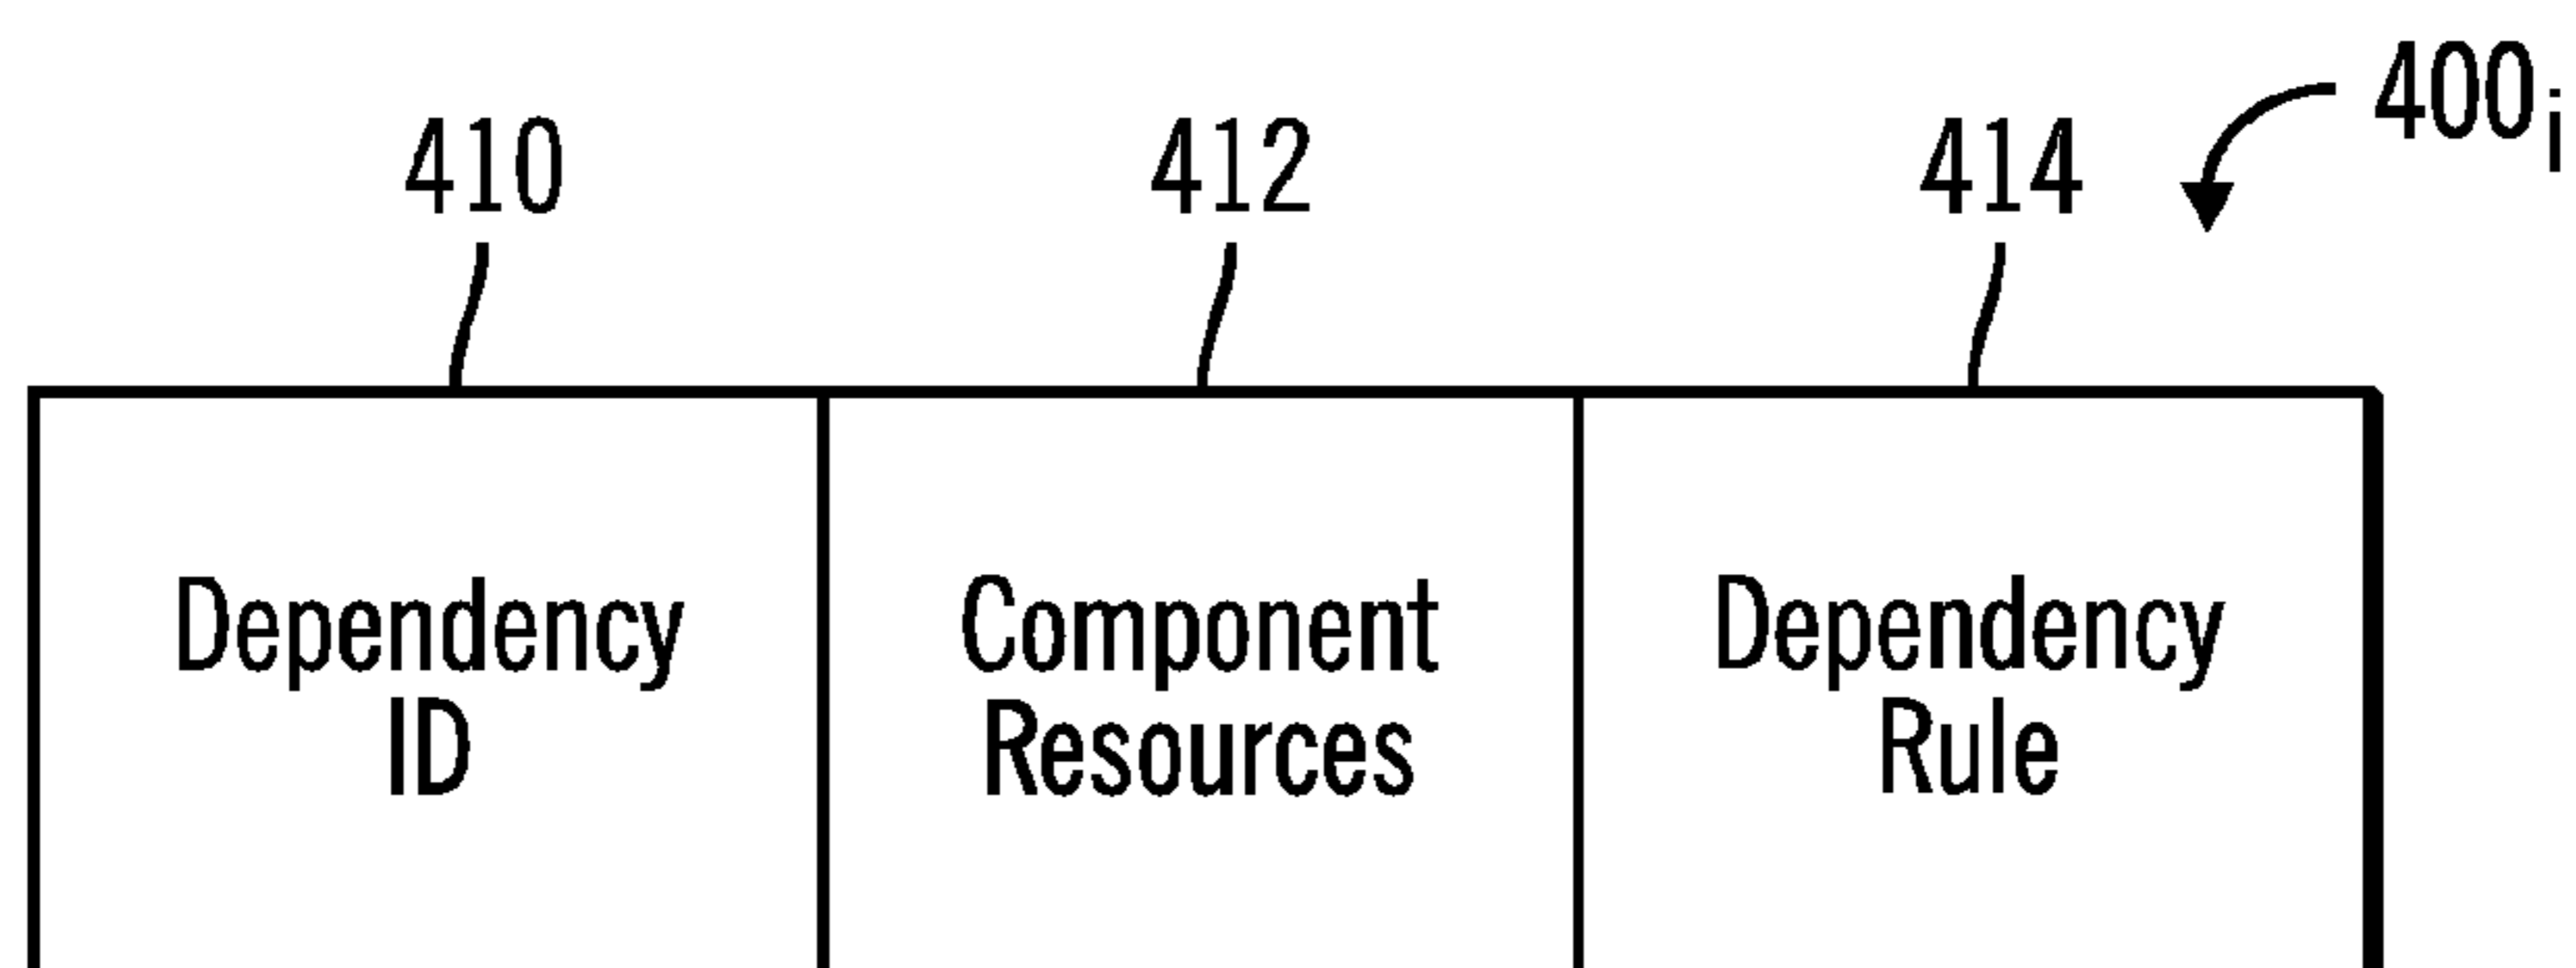 400i
410 412 414
Dependency ID
Component Resources
Dependency Rule